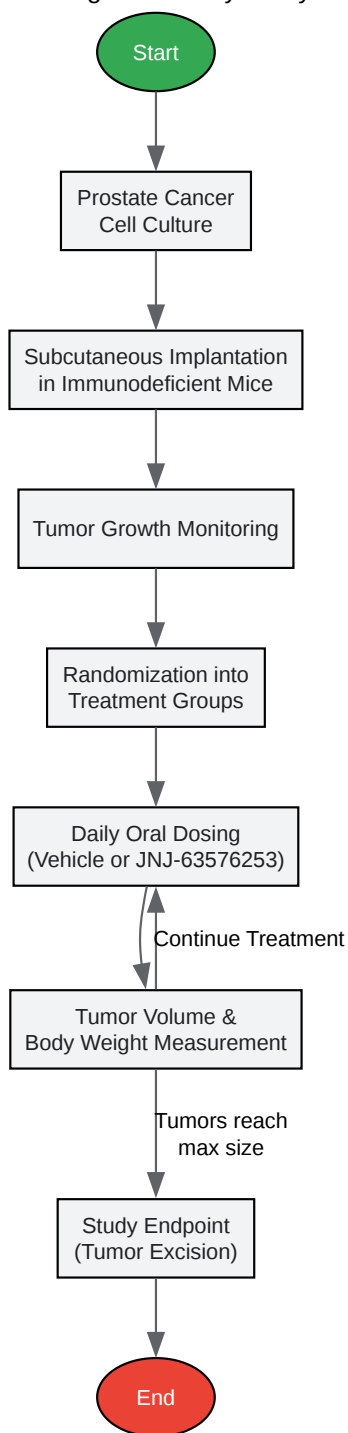 Start
Prostate Cancer
Cell Culture
Subcutaneous Implantation
in Immunodeficient Mice
Tumor Growth Monitoring
Randomization into
Treatment Groups
Daily Oral Dosing
(Vehicle or JNJ-63576253)
Continue Treatment
Tumor Volume &
Body Weight Measurement
Tumors reach
max size
Study Endpoint
(Tumor Excision)
End